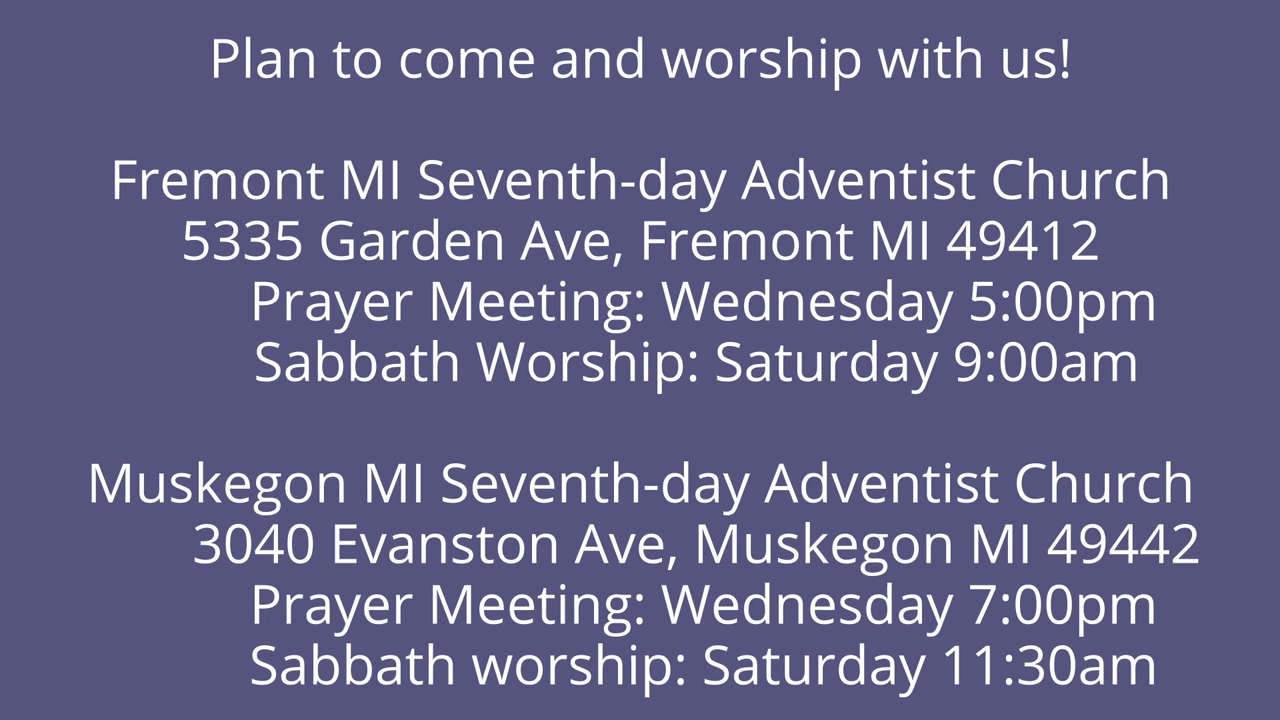 Plan to come and worship with us!
Fremont MI Seventh-day Adventist Church
5335 Garden Ave, Fremont MI 49412
Prayer Meeting: Wednesday 5:00pm
Sabbath Worship: Saturday 9:00am
Muskegon MI Seventh-day Adventist Church
3040 Evanston Ave, Muskegon MI 49442
Prayer Meeting: Wednesday 7:00pm
Sabbath worship: Saturday 11:30am